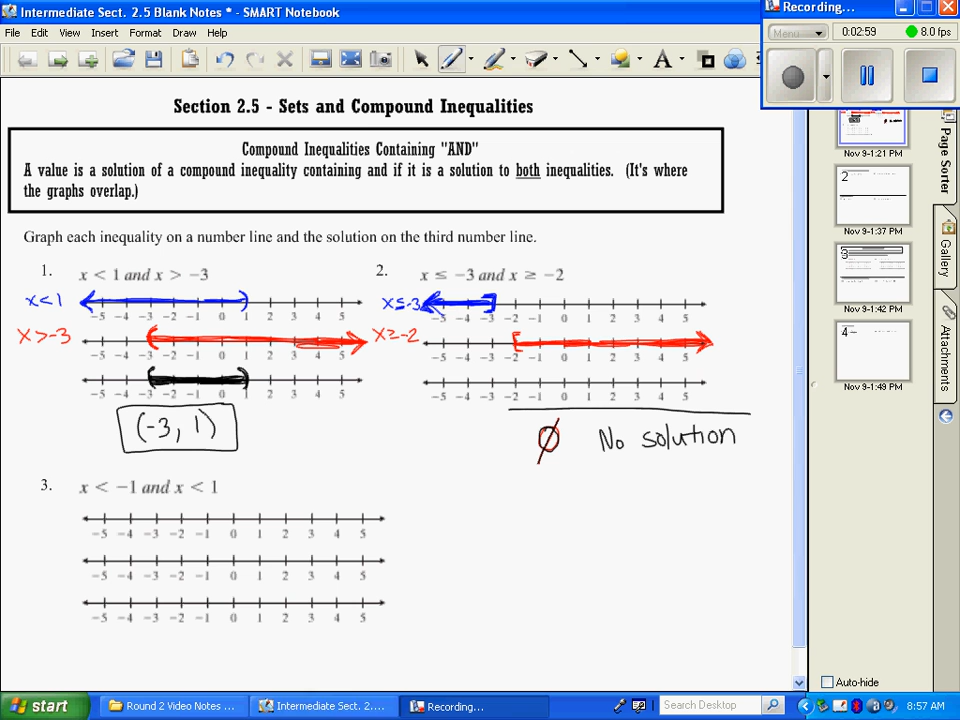 Intermediate Sect. 2.5 Blank Notes * - SMART Notebook
Recording...
File Edit View Insert Format Draw Help
Menu
0:02:59
8.0 fps
Section 2.5 - Sets and Compound Inequalities
Compound Inequalities Containing "AND"
A value is a solution of a compound inequality containing and if it is a solution to both inequalities. (It's where
the graphs overlap.)
Graph each inequality on a number line and the solution on the third number line.
1. x < 1 and x > −3
x<1
−5 −4 −3 −2 −1 0 1 2 3 4 5
x>-3
−5 −4 −3 −2 −1 0 1 2 3 4 5
−5 −4 −3 −2 −1 0 1 2 3 4 5
(-3, 1)
2. x ≤ −3 and x ≥ −2
x≤-3
−5 −4 −3 −2 −1 0 1 2 3 4 5
x≥-2
−5 −4 −3 −2 −1 0 1 2 3 4 5
−5 −4 −3 −2 −1 0 1 2 3 4 5
∅ No solution
3. x < −1 and x < 1
−5 −4 −3 −2 −1 0 1 2 3 4 5
−5 −4 −3 −2 −1 0 1 2 3 4 5
−5 −4 −3 −2 −1 0 1 2 3 4 5
Nov 9-1:21 PM
2
Nov 9-1:37 PM
3
Nov 9-1:42 PM
4
Nov 9-1:49 PM
Page Sorter
Gallery
Attachments
Auto-hide
start
Round 2 Video Notes ...
Intermediate Sect. 2....
Recording...
Search Desktop
8:57 AM